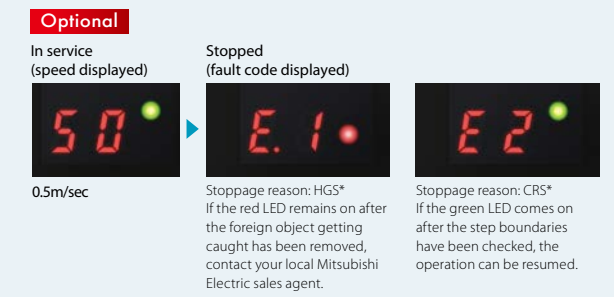 Optional
In service
(speed displayed)
50
0.5m/sec
Stopped
(fault code displayed)
E. 1
Stoppage reason: HGS*
If the red LED remains on after
the foreign object getting
caught has been removed,
contact your local Mitsubishi
Electric sales agent.
E 2
Stoppage reason: CRS*
If the green LED comes on
after the step boundaries
have been checked, the
operation can be resumed.